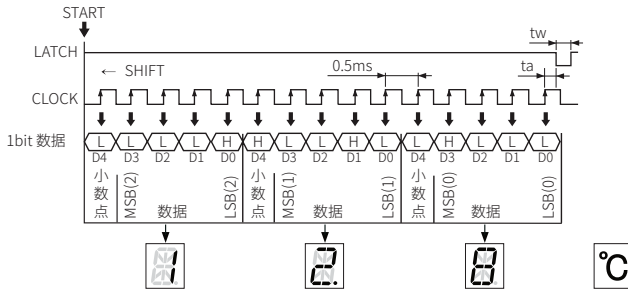 START
tw
LATCH
← SHIFT
0.5ms
ta
CLOCK
1bit 数据
L L L L H H L L H L L H L L L
D4 D3 D2 D1 D0 D4 D3 D2 D1 D0 D4 D3 D2 D1 D0
小数点 MSB(2) 数据 LSB(2) 小数点 MSB(1) 数据 LSB(1) 小数点 MSB(0) 数据 LSB(0)
1 2. 8 ℃